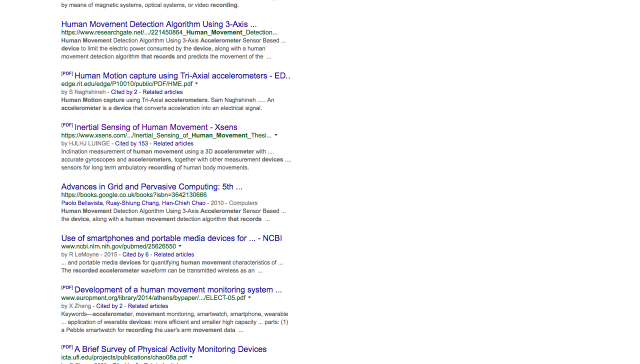 by means of magnetic systems, optical systems, or video recording.
Human Movement Detection Algorithm Using 3-Axis ...
https://www.researchgate.net/.../221450864_Human_Movement_Detection...
Human Movement Detection Algorithm Using 3-Axis Accelerometer Sensor Based ...
device to limit the electric power consumed by the device, along with a human
movement detection algorithm that records and predicts the movement of the ...
[PDF] Human Motion capture using Tri-Axial accelerometers - ED...
edge.rit.edu/edge/P10010/public/PDF/HME.pdf
by S Naghshineh - Cited by 2 - Related articles
Human Motion capture using Tri-Axial accelerometers. Sam Naghshineh .... An
accelerometer is a device that converts acceleration into an electrical signal.
[PDF] Inertial Sensing of Human Movement - Xsens
https://www.xsens.com/.../Inertial_Sensing_of_Human_Movement_Thesi...
by HJLHJ LUINGE - Cited by 153 - Related articles
Inclination measurement of human movement using a 3D accelerometer with ....
accurate gyroscopes and accelerometers, together with other measurement devices ....
sensors for long term ambulatory recording of human body movements.
Advances in Grid and Pervasive Computing: 5th ...
https://books.google.co.uk/books?isbn=3642130666
Paolo Bellavista, Ruay-Shiung Chang, Han-Chieh Chao - 2010 - Computers
Human Movement Detection Algorithm Using 3-Axis Accelerometer Sensor Based ...
the device, along with a human movement detection algorithm that records ...
Use of smartphones and portable media devices for ... - NCBI
www.ncbi.nlm.nih.gov/pubmed/25626550
by R LeMoyne - 2015 - Cited by 6 - Related articles
... and portable media devices for quantifying human movement characteristics of ...
The recorded accelerometer waveform can be transmitted wireless as an ...
[PDF] Development of a human movement monitoring system ...
www.europment.org/library/2014/athens/bypaper/.../ELECT-05.pdf
by X Zheng - Cited by 2 - Related articles
Keywords—accelerometer, movement monitoring, smartwatch, smartphone, wearable
... application of wearable devices: more efficient and smaller high capacity ... parts: (1)
a Pebble smartwatch for recording the user's arm movement data ...
[PDF] A Brief Survey of Physical Activity Monitoring Devices
icta.ufl.edu/projects/publications/chao08a.pdf